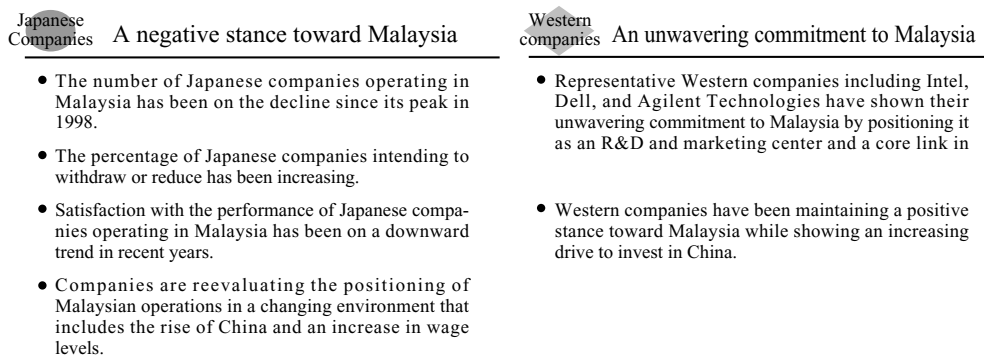 Japanese
Companies
A negative stance toward Malaysia
• The number of Japanese companies operating in
Malaysia has been on the decline since its peak in
1998.
• The percentage of Japanese companies intending to
withdraw or reduce has been increasing.
• Satisfaction with the performance of Japanese compa-
nies operating in Malaysia has been on a downward
trend in recent years.
• Companies are reevaluating the positioning of
Malaysian operations in a changing environment that
includes the rise of China and an increase in wage
levels.
Western
companies
An unwavering commitment to Malaysia
• Representative Western companies including Intel,
Dell, and Agilent Technologies have shown their
unwavering commitment to Malaysia by positioning it
as an R&D and marketing center and a core link in
• Western companies have been maintaining a positive
stance toward Malaysia while showing an increasing
drive to invest in China.